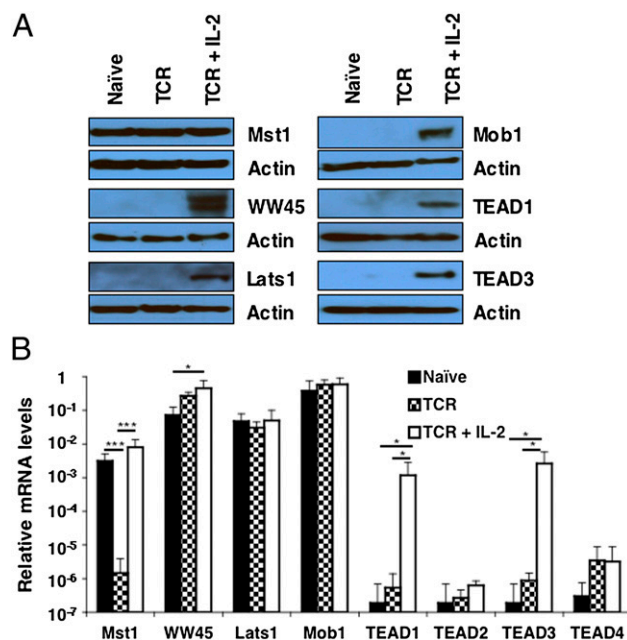 A
Naïve
TCR
TCR + IL-2
Naïve
TCR
TCR + IL-2
Mst1
Actin
WW45
Actin
Lats1
Actin
Mob1
Actin
TEAD1
Actin
TEAD3
Actin
B
Relative mRNA levels
1
10-1
10-2
10-3
10-5
10-6
10-7
***
***
*
*
*
*
*
Naïve
TCR
TCR + IL-2
Mst1 WW45 Lats1 Mob1 TEAD1 TEAD2 TEAD3 TEAD4